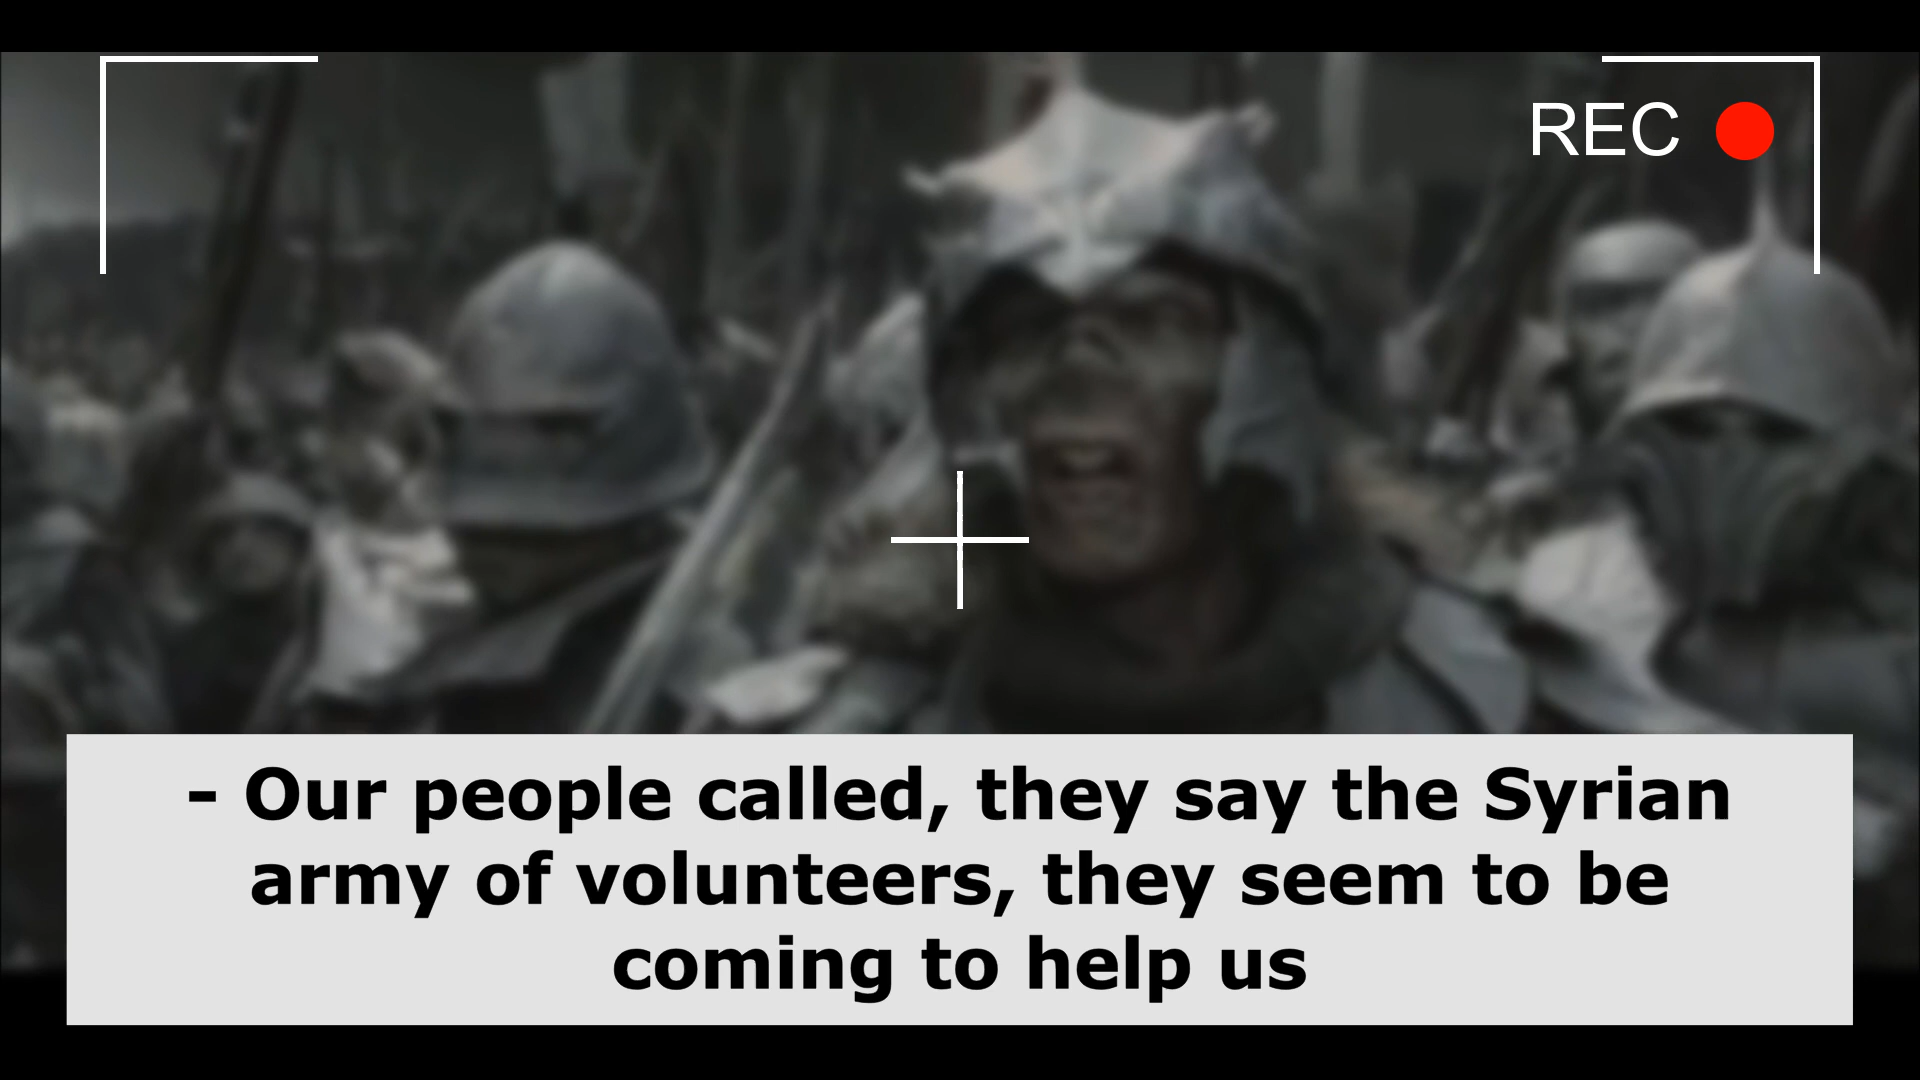 REC
- Our people called, they say the Syrian
army of volunteers, they seem to be
coming to help us